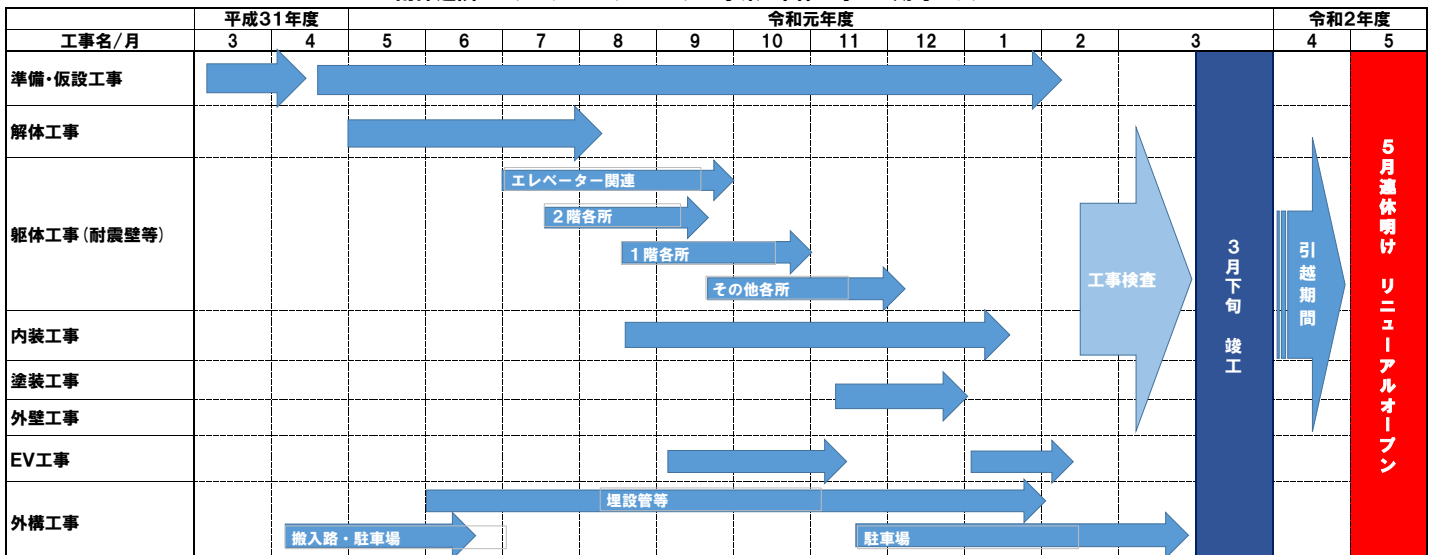 平成31年度 令和元年度 令和2年度
工事名/月 3 4 5 6 7 8 9 10 11 12 1 2 3 4 5
準備・仮設工事
解体工事
躯体工事(耐震壁等)
エレベーター関連
2階各所
1階各所
その他各所
内装工事
塗装工事
外壁工事
EV工事
外構工事
埋設管等
搬入路・駐車場
駐車場
工事検査
3月下旬 竣工
引越期間
5月連休明け リニューアルオープン